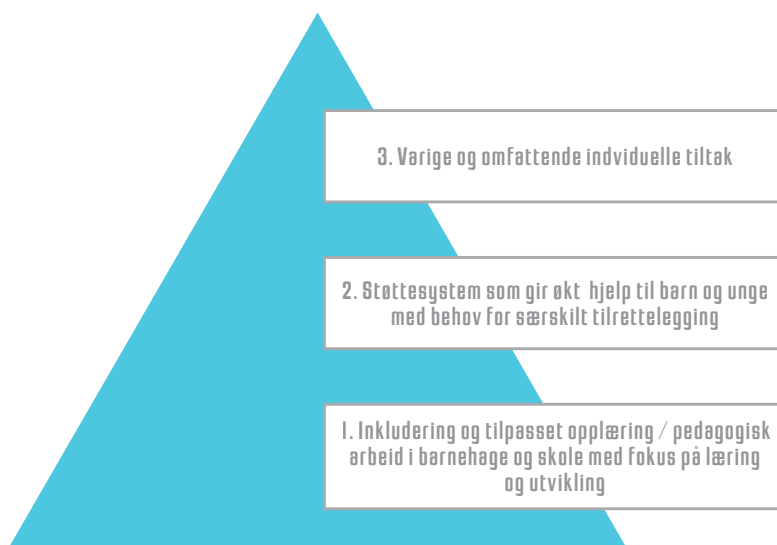 3. Varige og omfattende indviduelle tiltak
2. Støttesystem som gir økt hjelp til barn og unge
med behov for særskilt tilrettelegging
1. Inkludering og tilpasset opplæring / pedagogisk
arbeid i barnehage og skole med fokus på læring
og utvikling